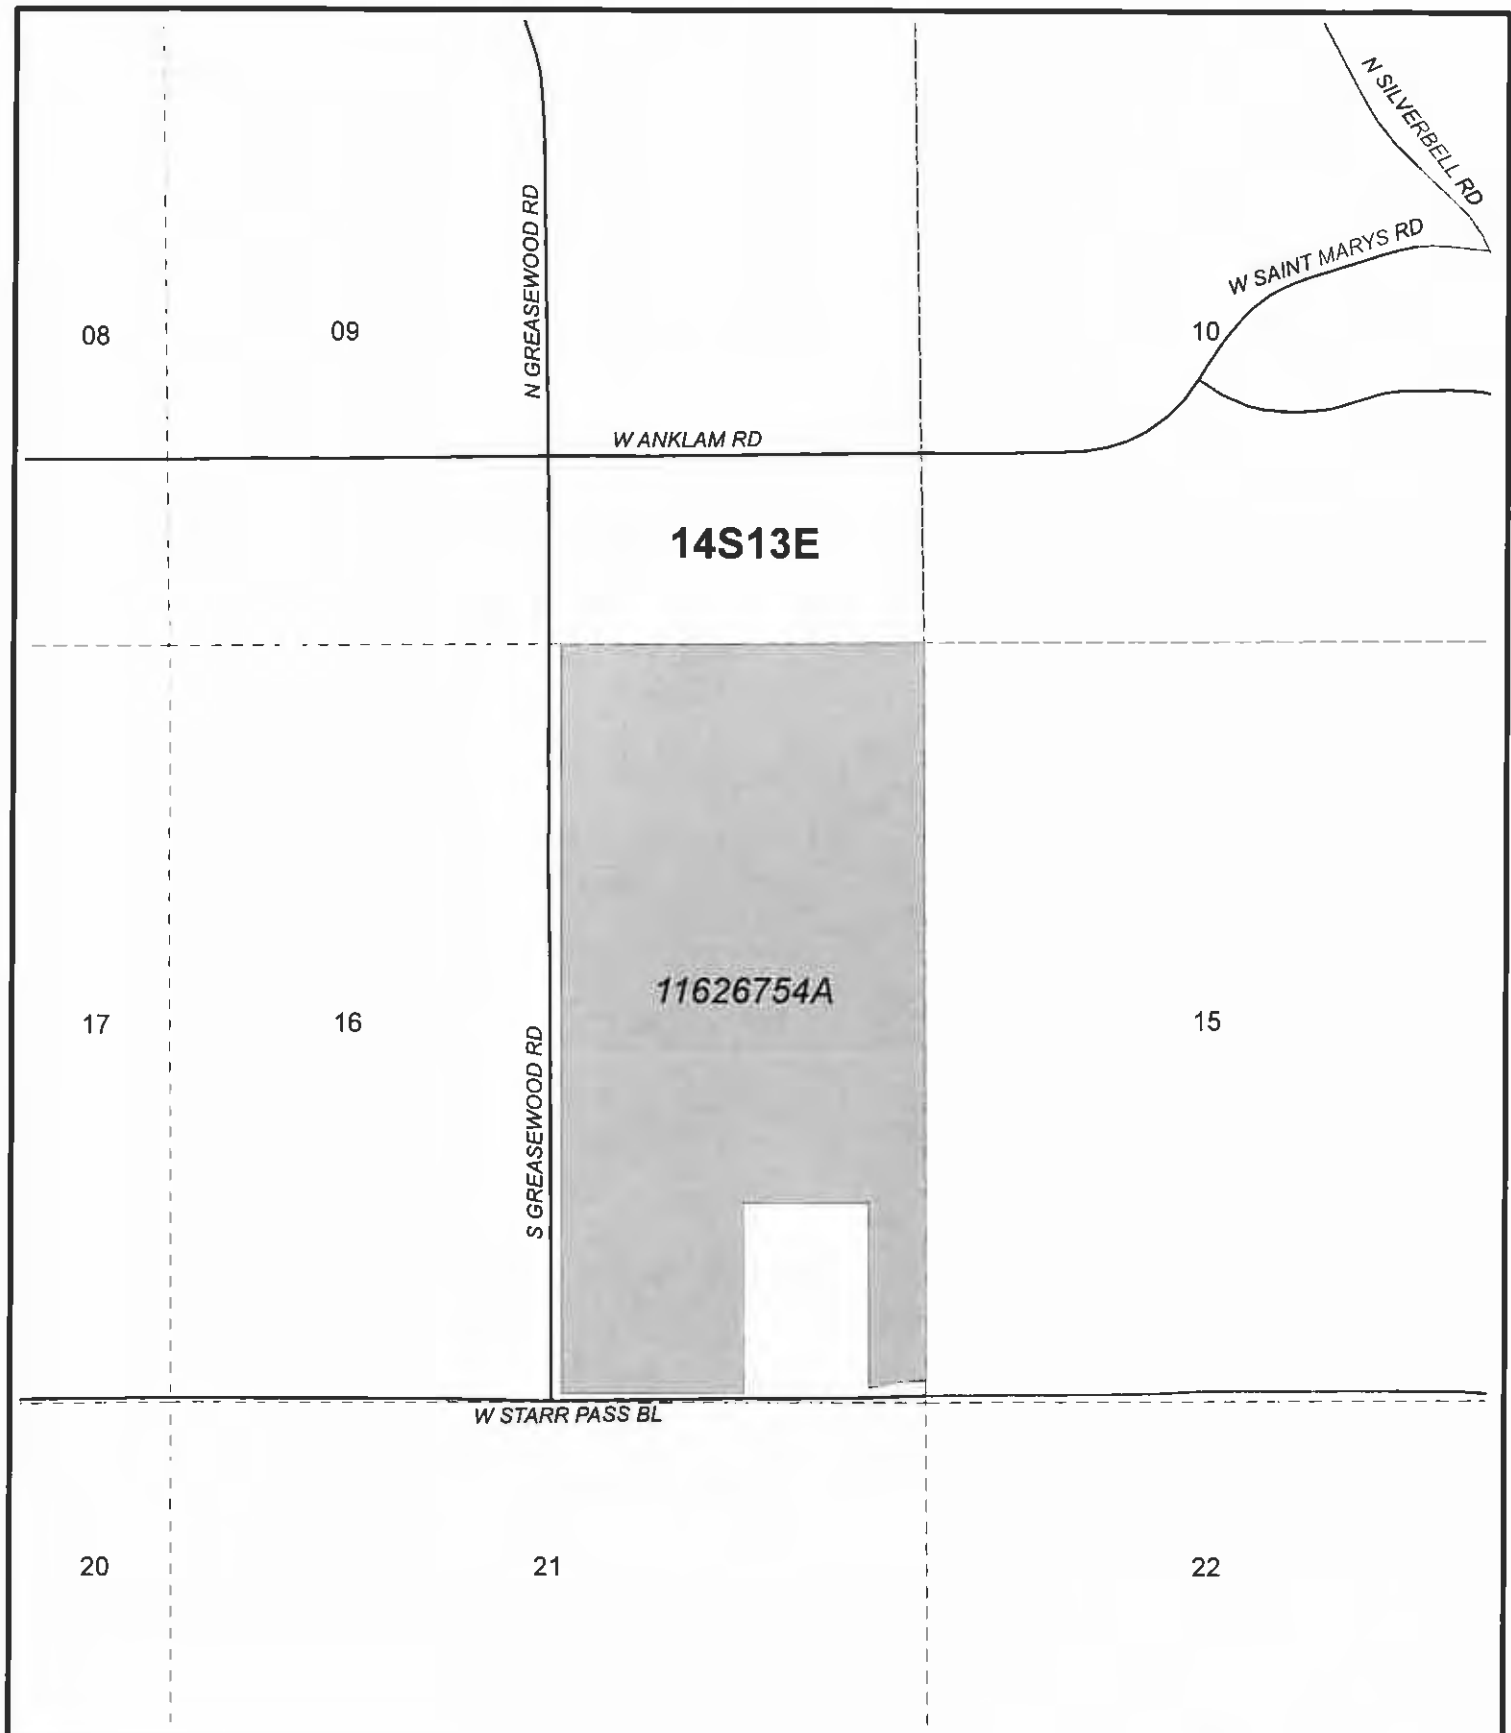 N SILVERBELL RD
W SAINT MARYS RD
N GREASEWOOD RD
08
09
10
W ANKLAM RD
14S13E
11626754A
17
16
15
S GREASEWOOD RD
W STARR PASS BL
20
21
22